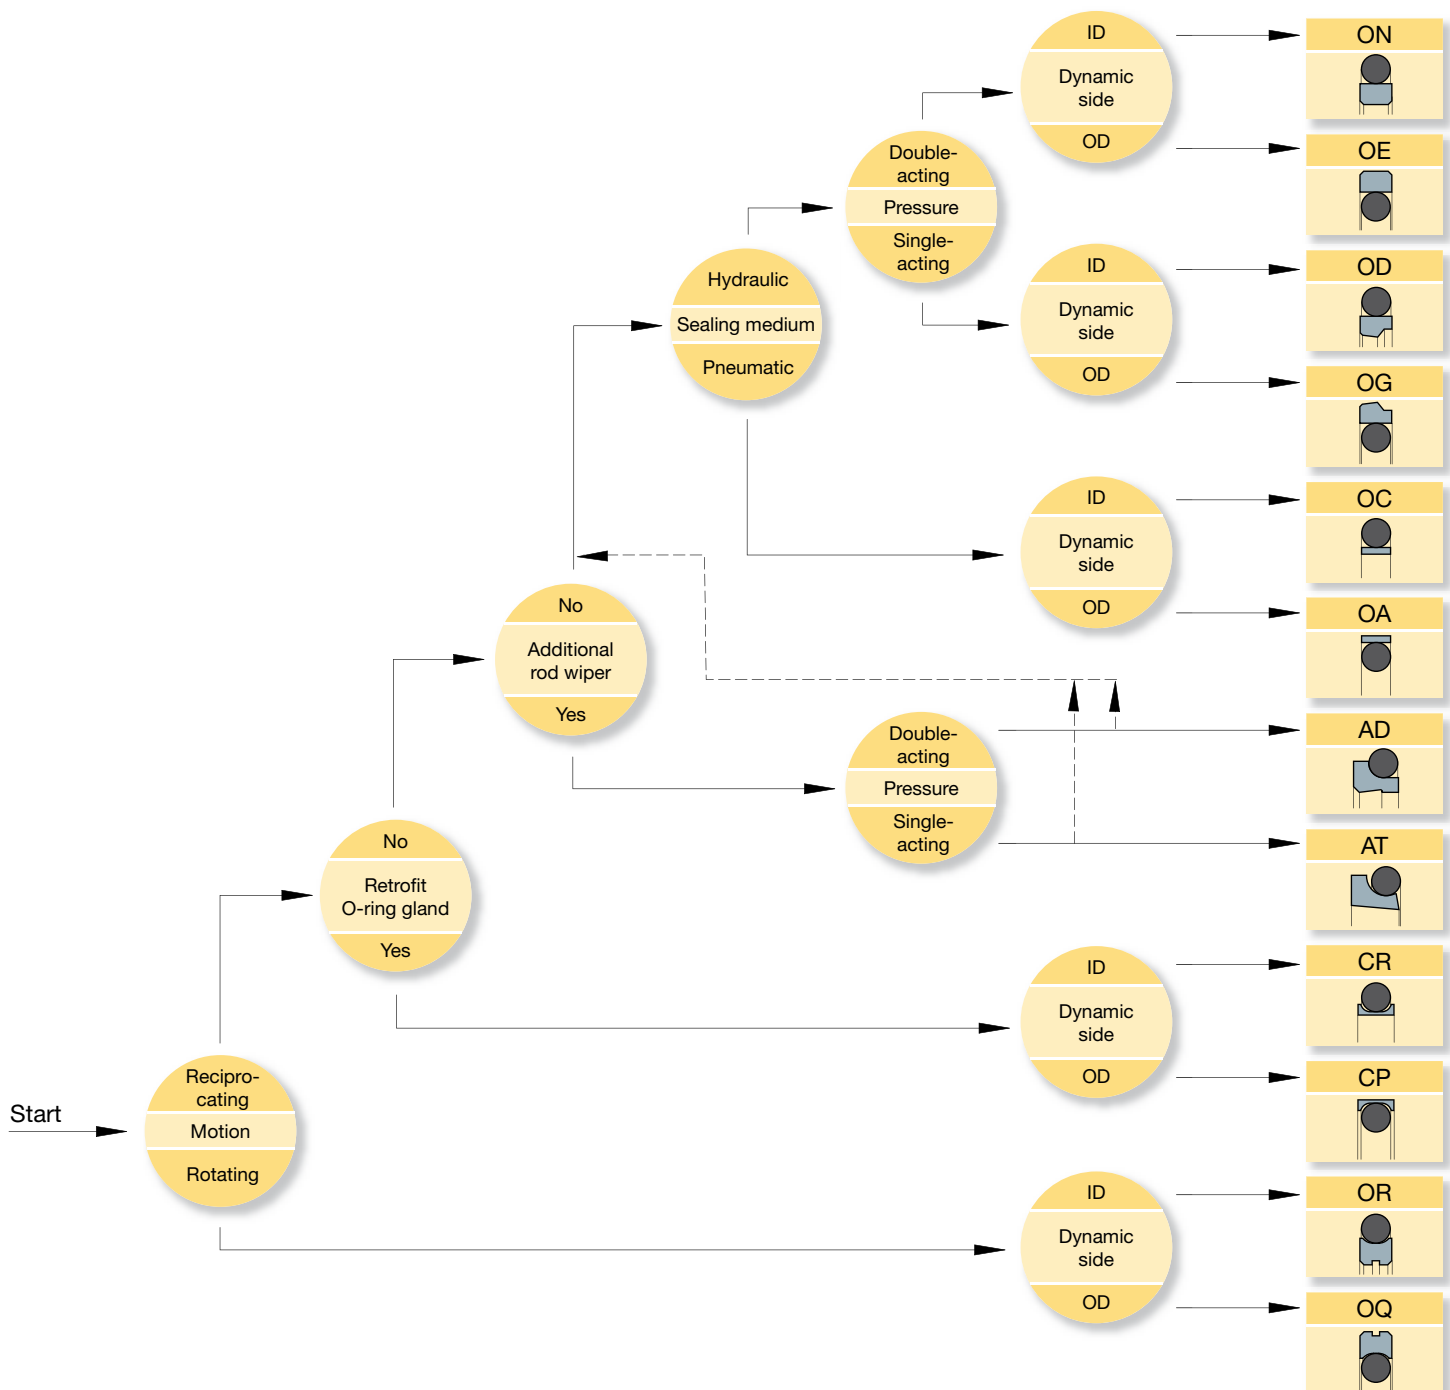 ID
Dynamic
side
OD
ON
OE
Double-
acting
Pressure
Single-
acting
ID
Dynamic
side
OD
OD
OG
Hydraulic
Sealing medium
Pneumatic
ID
Dynamic
side
OD
OC
OA
No
Additional
rod wiper
Yes
Double-
acting
Pressure
Single-
acting
AD
AT
No
Retrofit
O-ring gland
Yes
ID
Dynamic
side
OD
CR
CP
Start
Recipro-
cating
Motion
Rotating
ID
Dynamic
side
OD
OR
OQ